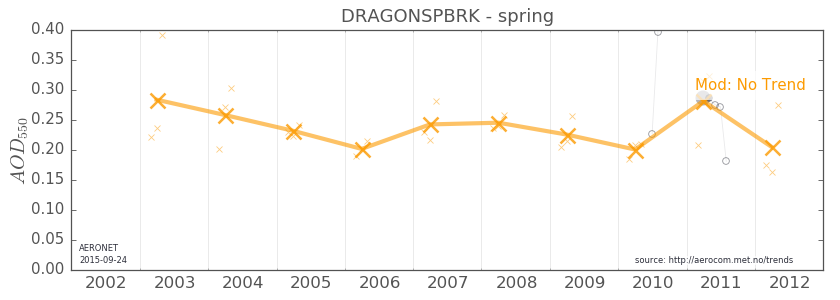 DRAGONSPBRK - spring
0.40
0.35
0.30
0.25
0.20
0.15
0.10
0.05
0.00
AOD550
Mod: No Trend
AERONET
2015-09-24
source: http://aerocom.met.no/trends
2002 2003 2004 2005 2006 2007 2008 2009 2010 2011 2012